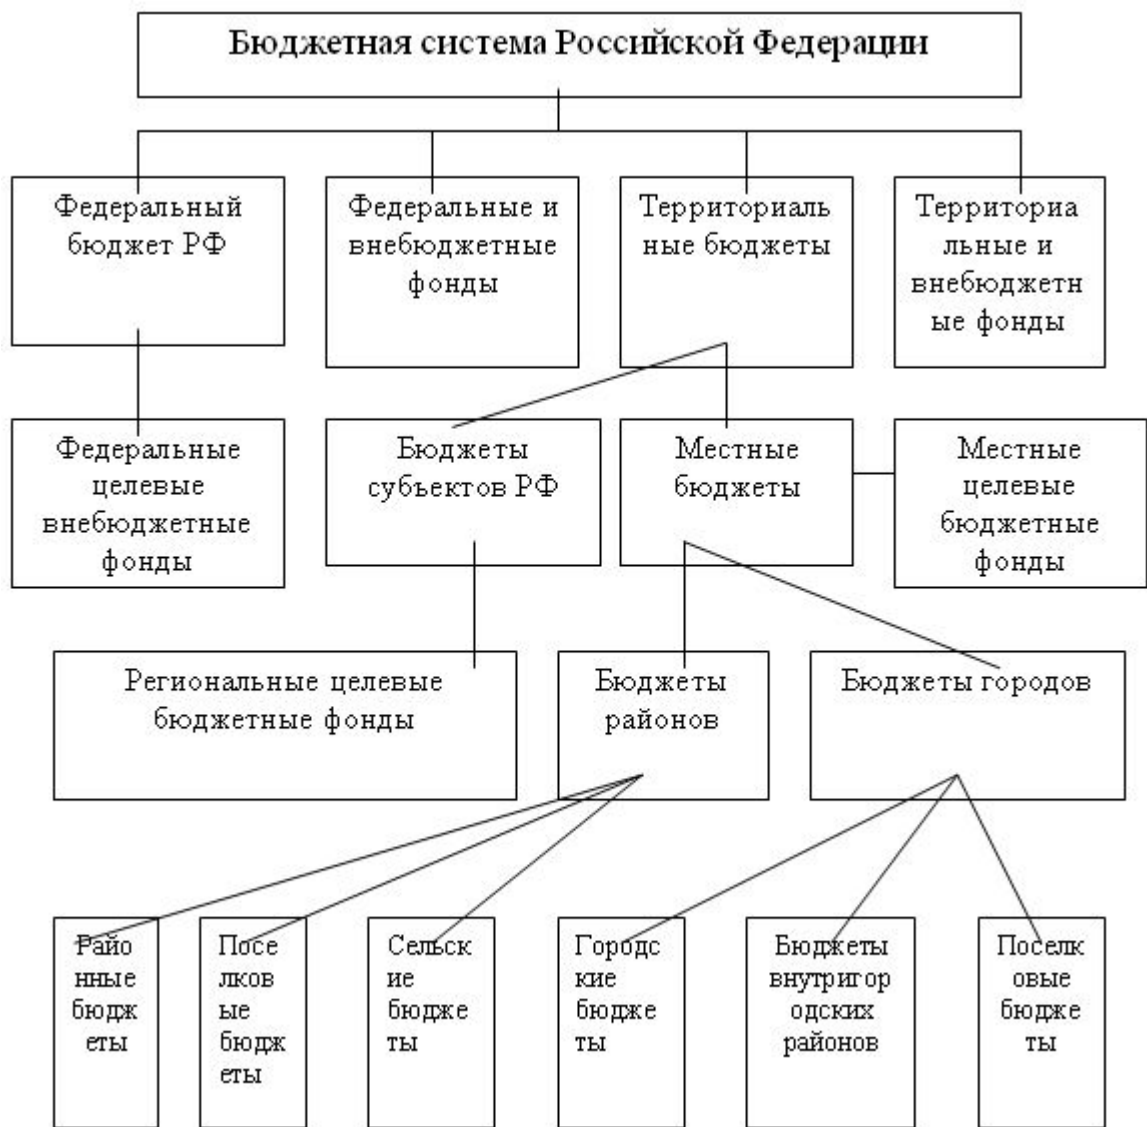 Бюджетная система Российской Федерации
Федеральный
бюджет РФ
Федеральные и
внебюджетные
фонды
Территориаль
ные бюджеты
Территориа
льные и
внебюджетн
ые фонды
Федеральные
целевые
внебюджетные
фонды
Бюджеты
субъектов РФ
Местные
бюджеты
Местные
целевые
бюджетные
фонды
Региональные целевые
бюджетные фонды
Бюджеты
районов
Бюджеты городов
Райо
нные
бюдж
еты
Посе
лков
ые
бюдж
еты
Сельск
ие
бюдже
ты
Городс
кие
бюдже
ты
Бюджеты
внутригор
одских
районов
Поселк
овые
бюдже
ты